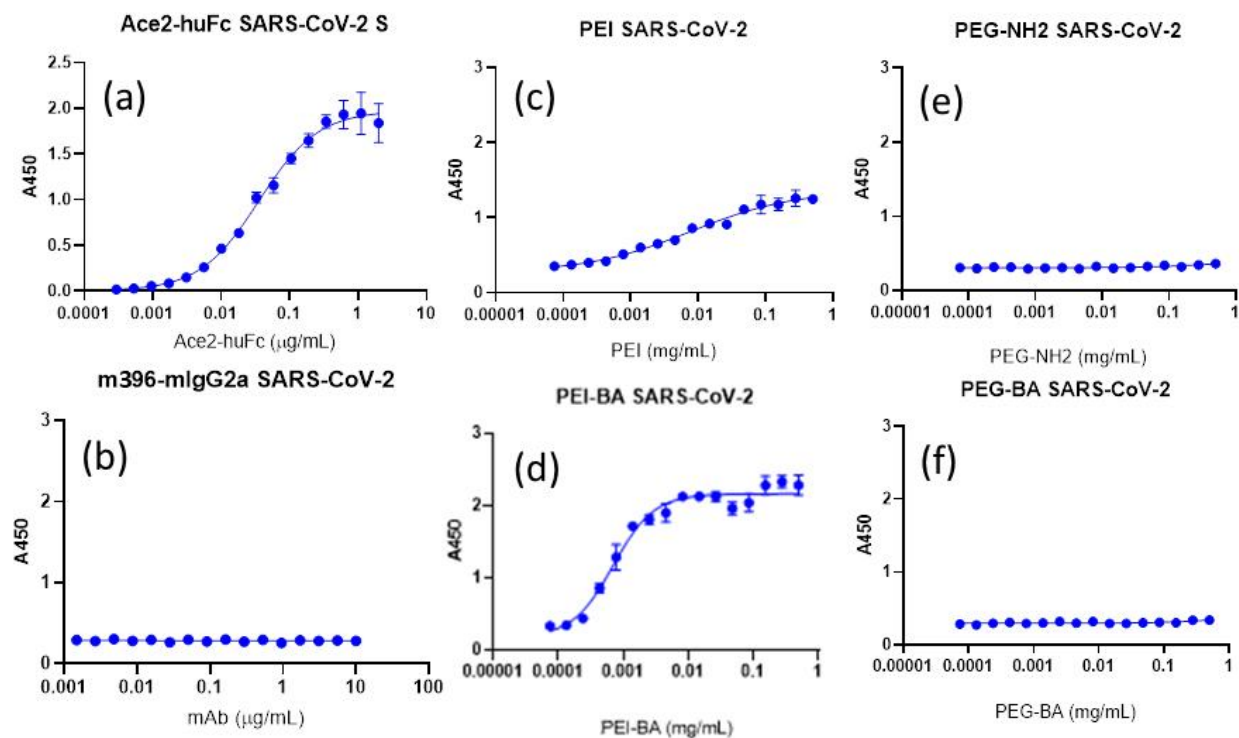 Ace2-huFc SARS-CoV-2 S
(a)
2.5
2.0
1.5
1.0
0.5
0.0
A450
0.0001
0.001
0.01
0.1
1
10
Ace2-huFc (μg/mL)
m396-mIgG2a SARS-CoV-2
(b)
3
2
1
0
A450
0.001
0.01
0.1
1
10
100
mAb (μg/mL)
PEI SARS-CoV-2
(c)
3
2
1
0
A450
0.00001
0.0001
0.001
0.01
0.1
1
PEI (mg/mL)
PEI-BA SARS-CoV-2
(d)
3
2
1
0
A450
0.00001
0.0001
0.001
0.01
0.1
1
PEI-BA (mg/mL)
PEG-NH2 SARS-CoV-2
(e)
3
2
1
0
A450
0.00001
0.0001
0.001
0.01
0.1
1
PEG-NH2 (mg/mL)
PEG-BA SARS-CoV-2
(f)
3
2
1
0
A450
0.00001
0.0001
0.001
0.01
0.1
1
PEG-BA (mg/mL)